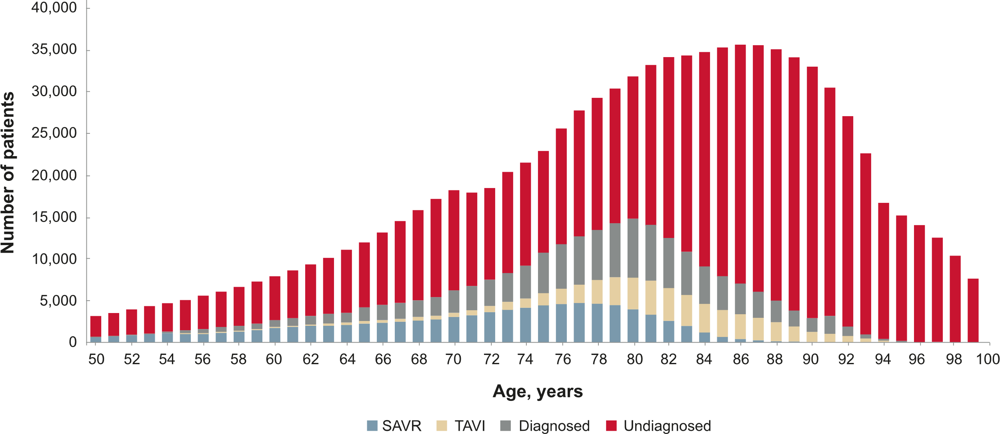 40,000
35,000
30,000
25,000
20,000
15,000
10,000
5,000
0
Number of patients
50 52 54 56 58 60 62 64 66 68 70 72 74 76 78 80 82 84 86 88 90 92 94 96 98 100
Age, years
SAVR TAVI Diagnosed Undiagnosed